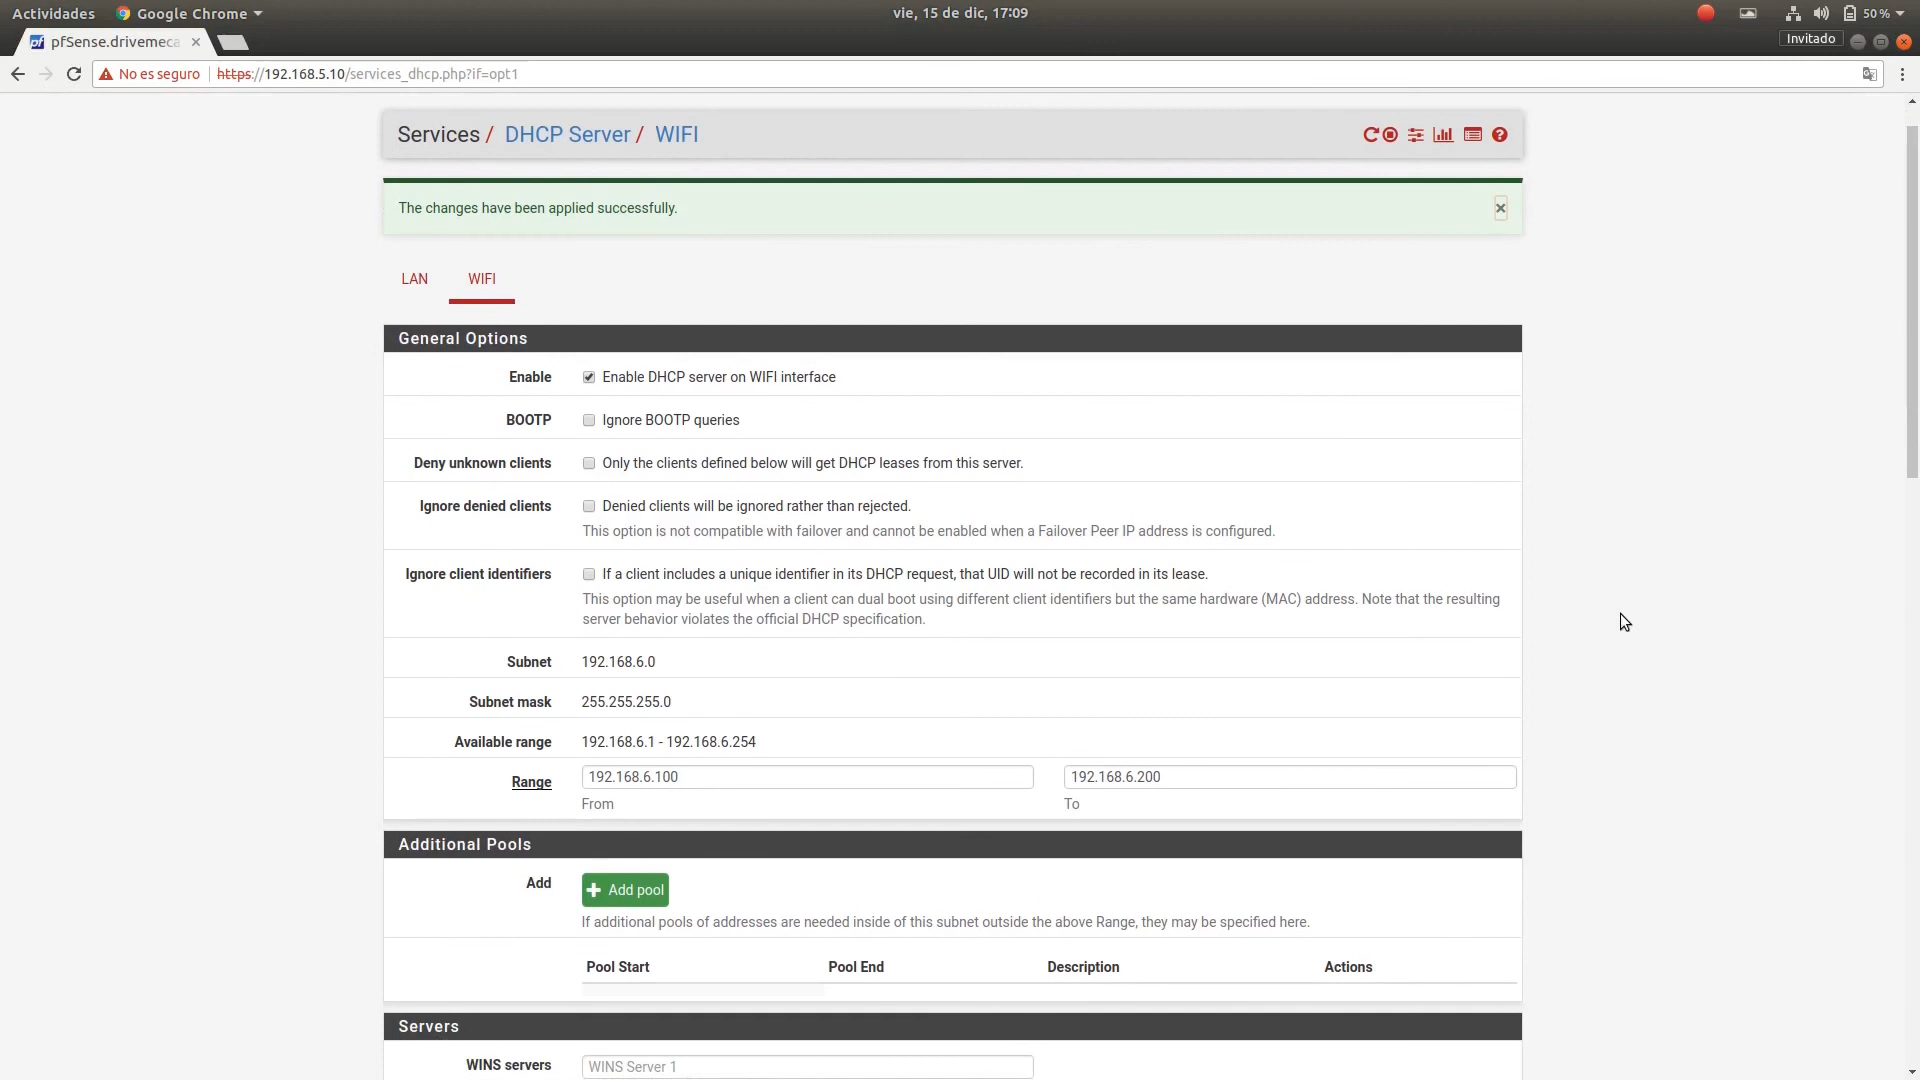 Actividades Google Chrome vie, 15 de dic, 17:09 50 %
pfSense.drivemeca Invitado
No es seguro https://192.168.5.10/services_dhcp.php?if=opt1
Services / DHCP Server / WIFI
The changes have been applied successfully.
LAN WIFI
General Options
Enable Enable DHCP server on WIFI interface
BOOTP Ignore BOOTP queries
Deny unknown clients Only the clients defined below will get DHCP leases from this server.
Ignore denied clients Denied clients will be ignored rather than rejected.
This option is not compatible with failover and cannot be enabled when a Failover Peer IP address is configured.
Ignore client identifiers If a client includes a unique identifier in its DHCP request, that UID will not be recorded in its lease.
This option may be useful when a client can dual boot using different client identifiers but the same hardware (MAC) address. Note that the resulting
server behavior violates the official DHCP specification.
Subnet 192.168.6.0
Subnet mask 255.255.255.0
Available range 192.168.6.1 - 192.168.6.254
Range 192.168.6.100 192.168.6.200
From To
Additional Pools
Add Add pool
If additional pools of addresses are needed inside of this subnet outside the above Range, they may be specified here.
Pool Start Pool End Description Actions
Servers
WINS servers WINS Server 1